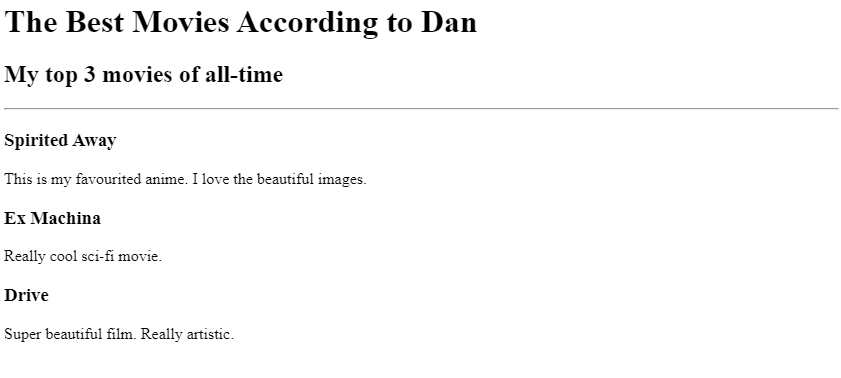 The Best Movies According to Dan
My top 3 movies of all-time
Spirited Away
This is my favourited anime. I love the beautiful images.
Ex Machina
Really cool sci-fi movie.
Drive
Super beautiful film. Really artistic.